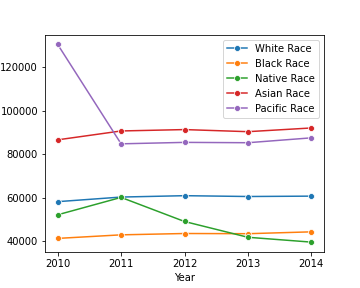 White Race
Black Race
Native Race
Asian Race
Pacific Race
120000
100000
80000
60000
40000
2010 2011 2012 2013 2014
Year